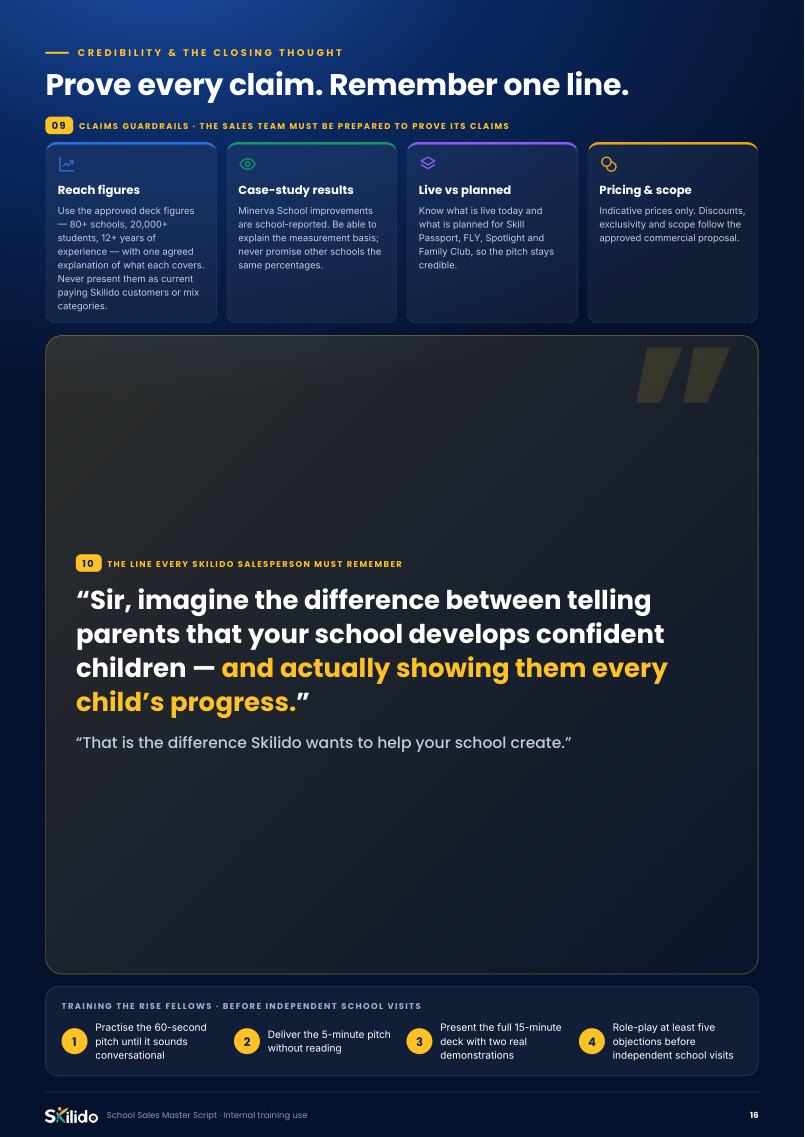 CREDIBILITY & THE CLOSING THOUGHT
Prove every claim. Remember one line.
09 CLAIMS GUARDRAILS · THE SALES TEAM MUST BE PREPARED TO PROVE ITS CLAIMS
Reach figures
Use the approved deck figures
— 80+ schools, 20,000+
students, 12+ years of
experience — with one agreed
explanation of what each covers.
Never present them as current
paying Skilido customers or mix
categories.
Case-study results
Minerva School improvements
are school-reported. Be able to
explain the measurement basis;
never promise other schools the
same percentages.
Live vs planned
Know what is live today and
what is planned for Skill
Passport, FLY, Spotlight and
Family Club, so the pitch stays
credible.
Pricing & scope
Indicative prices only. Discounts,
exclusivity and scope follow the
approved commercial proposal.
"
10 THE LINE EVERY SKILIDO SALESPERSON MUST REMEMBER
“Sir, imagine the difference between telling
parents that your school develops confident
children — and actually showing them every
child’s progress.”
“That is the difference Skilido wants to help your school create.”
TRAINING THE RISE FELLOWS · BEFORE INDEPENDENT SCHOOL VISITS
1 Practise the 60-second
pitch until it sounds
conversational
2 Deliver the 5-minute pitch
without reading
3 Present the full 15-minute
deck with two real
demonstrations
4 Role-play at least five
objections before
independent school visits
Skilido School Sales Master Script · Internal training use
16